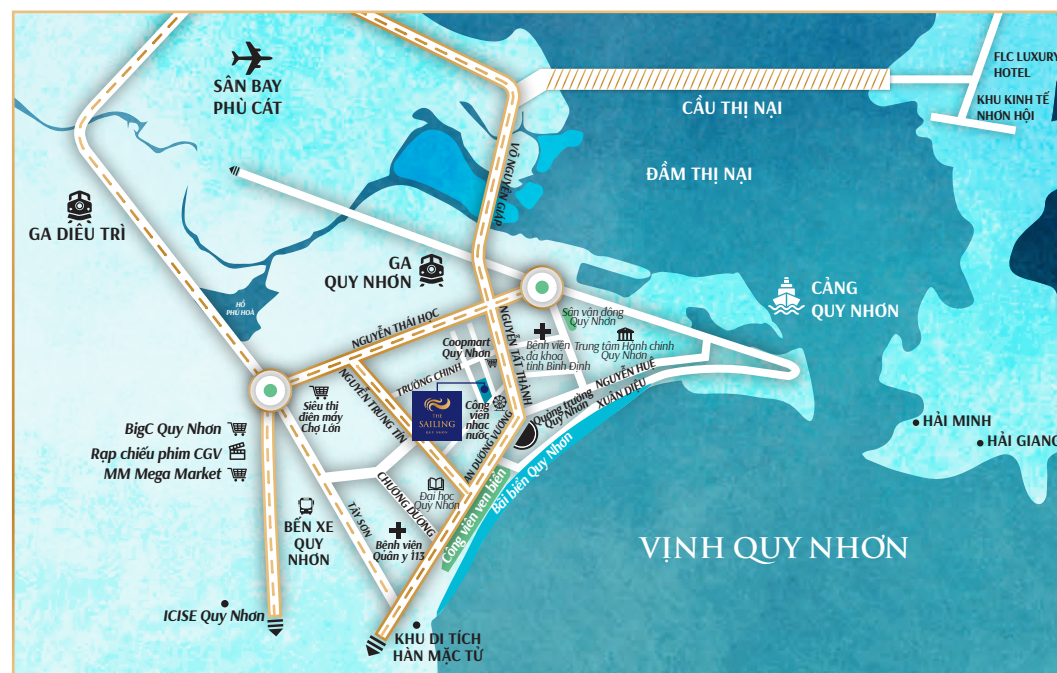 SÂN BAY
PHÙ CÁT
FLC LUXURY
HOTEL
CẦU THỊ NẠI
KHU KINH TẾ
NHƠN HỘI
VÕ NGUYÊN GIÁP
ĐẦM THỊ NẠI
GA DIÊU TRÌ
GA
QUY NHƠN
CẢNG
QUY NHƠN
HỒ
PHÚ HOÀ
NGUYỄN THÁI HỌC
NGUYỄN TẤT THÀNH
Sân vận động
Quy Nhơn
Coopmart
Quy Nhơn
Bệnh viện
đa khoa
tỉnh Bình Định
Trung tâm Hành chính
Quy Nhơn
TRƯỜNG CHINH
NGUYỄN TRUNG TÍN
NGUYỄN HUỆ
XUÂN DIỆU
Siêu thị
điện máy
Chợ Lớn
THE
SAILING
QUY NHON
Công
viên
nhạc
nước
Quảng trường
Quy Nhơn
AN DƯƠNG VƯƠNG
HẢI MINH
HẢI GIANG
BigC Quy Nhơn
Rạp chiếu phim CGV
MM Mega Market
Bãi biển Quy Nhơn
Công viên ven biển
CHƯƠNG DƯƠNG
Đại học
Quy Nhơn
TÂY SƠN
BẾN XE
QUY
NHƠN
Bệnh viện
Quân y 113
VỊNH QUY NHƠN
ICISE Quy Nhơn
KHU DI TÍCH
HÀN MẶC TỬ